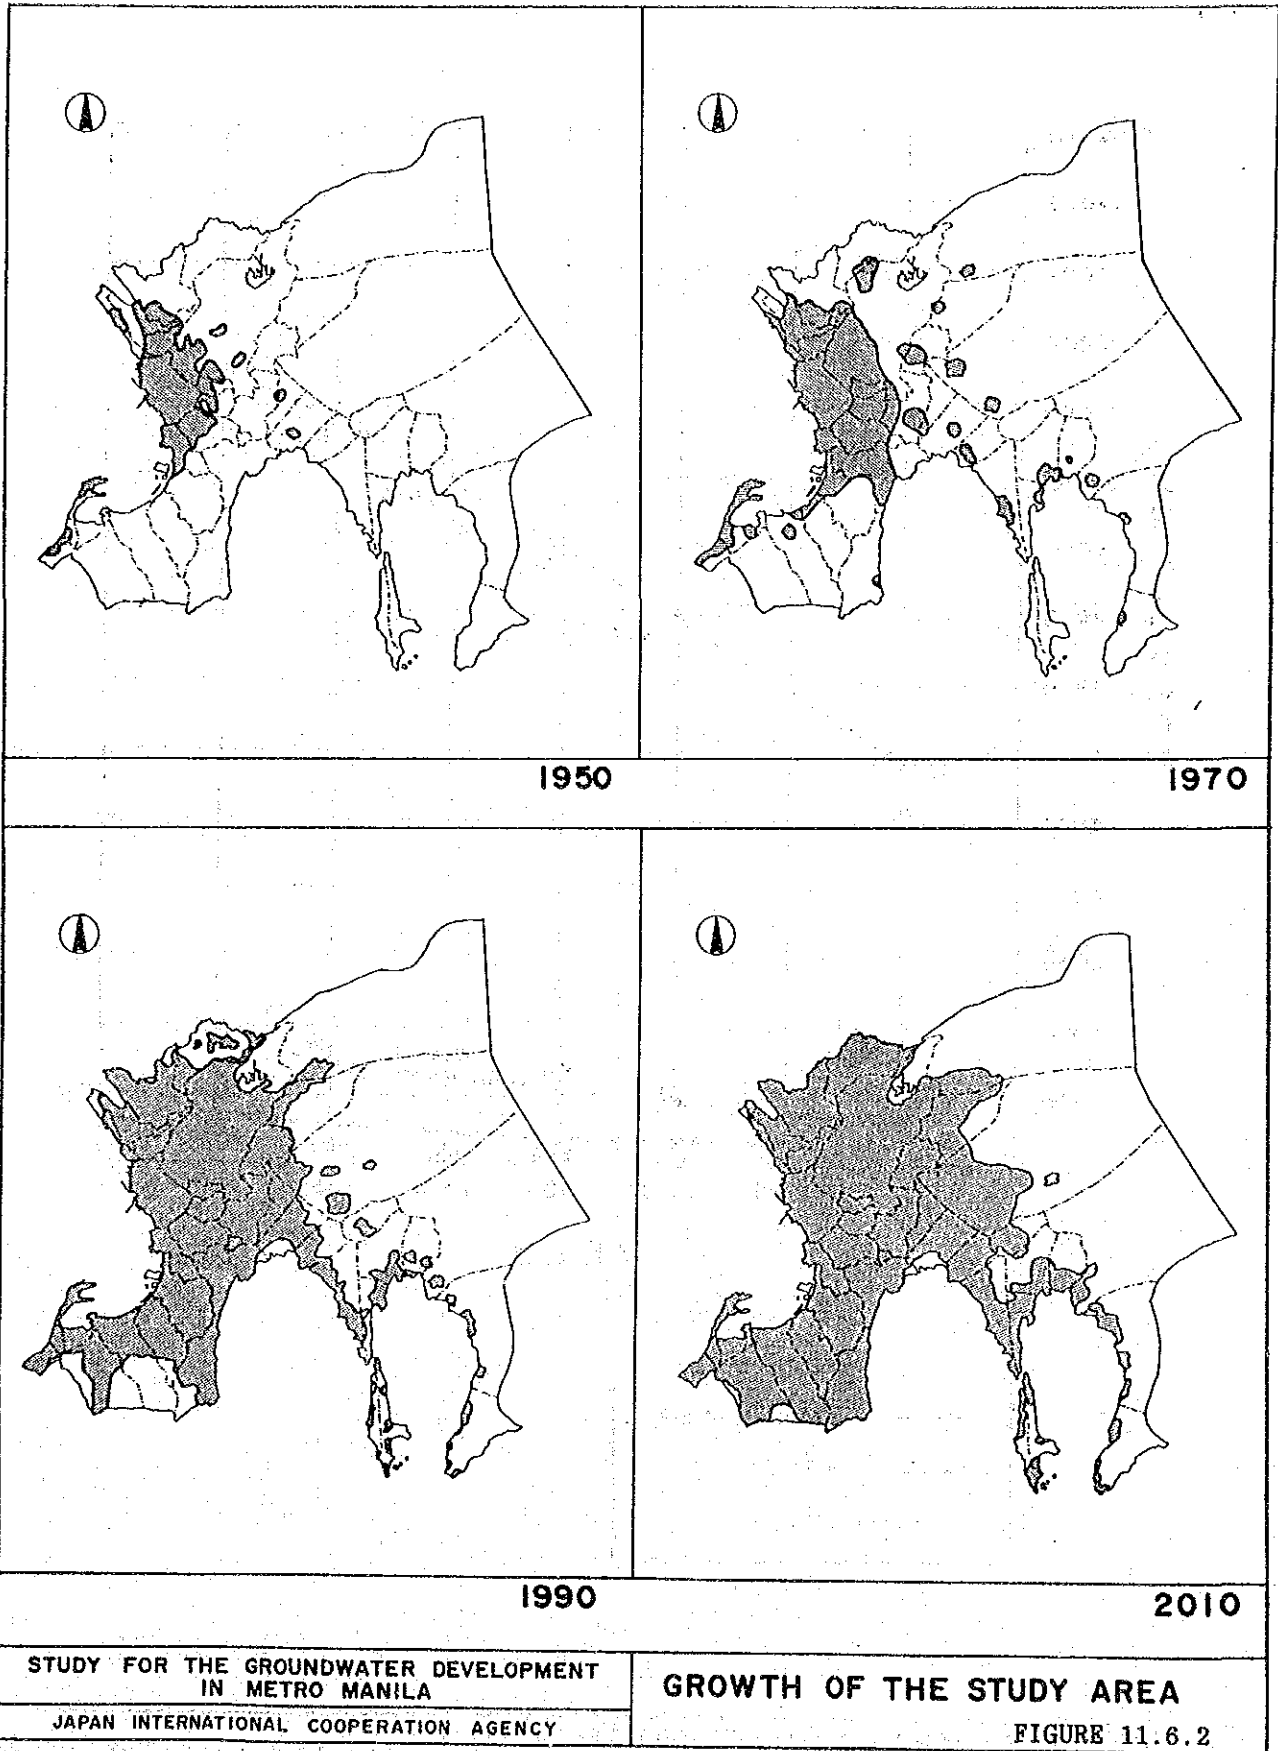 1950
1970
1990
2010
STUDY FOR THE GROUNDWATER DEVELOPMENT
IN METRO MANILA
JAPAN INTERNATIONAL COOPERATION AGENCY
GROWTH OF THE STUDY AREA
FIGURE 11.6.2